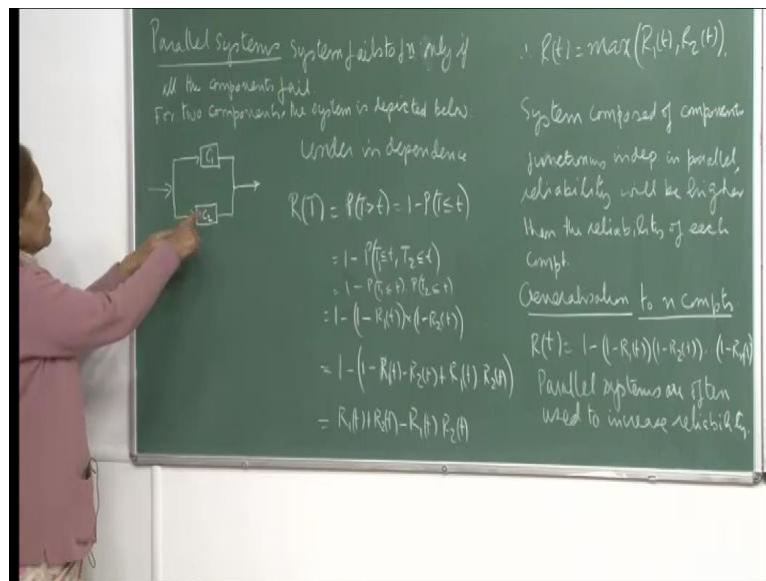 Parallel Systems System fails to fn only if
all the components fail.
For two components the system is depicted below.
C1
C2
Under independence
R(T) = P(T>t) = 1-P(T≤t)
= 1- P(T1≤t, T2≤t)
= 1- P(T1≤t) . P(T2≤t)
= 1-(1-R1(t))×(1-R2(t))
= 1-(1-R1(t)-R2(t)+R1(t) R2(t))
= R1(t)+R2(t)-R1(t) R2(t)
∴ R(t) = max(R1(t), R2(t)).
System composed of components
functioning indep in parallel,
reliability will be higher
than the reliability of each
compt.
Generalisation to n compts
R(t) = 1-(1-R1(t))(1-R2(t)) . (1-Rn(t))
Parallel systems are often
used to increase reliability.